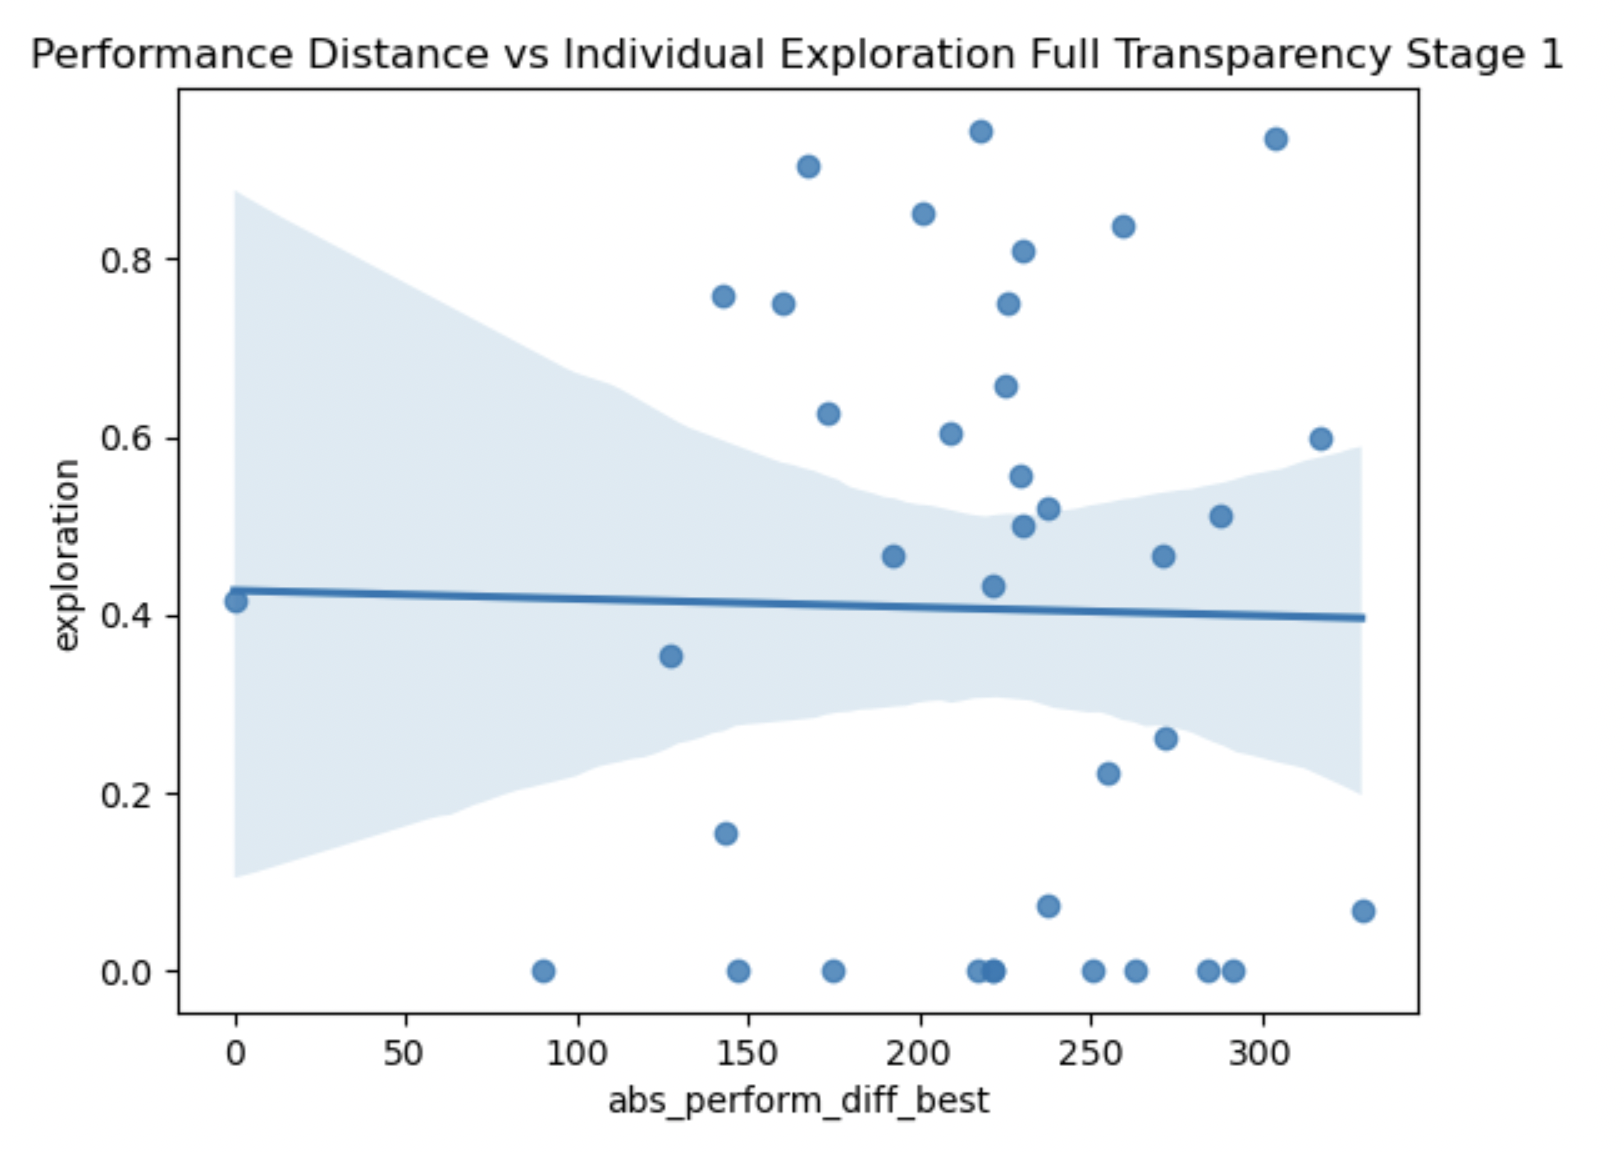 Performance Distance vs Individual Exploration Full Transparency Stage 1
exploration
0.8
0.6
0.4
0.2
0.0
0 50 100 150 200 250 300
abs_perform_diff_best